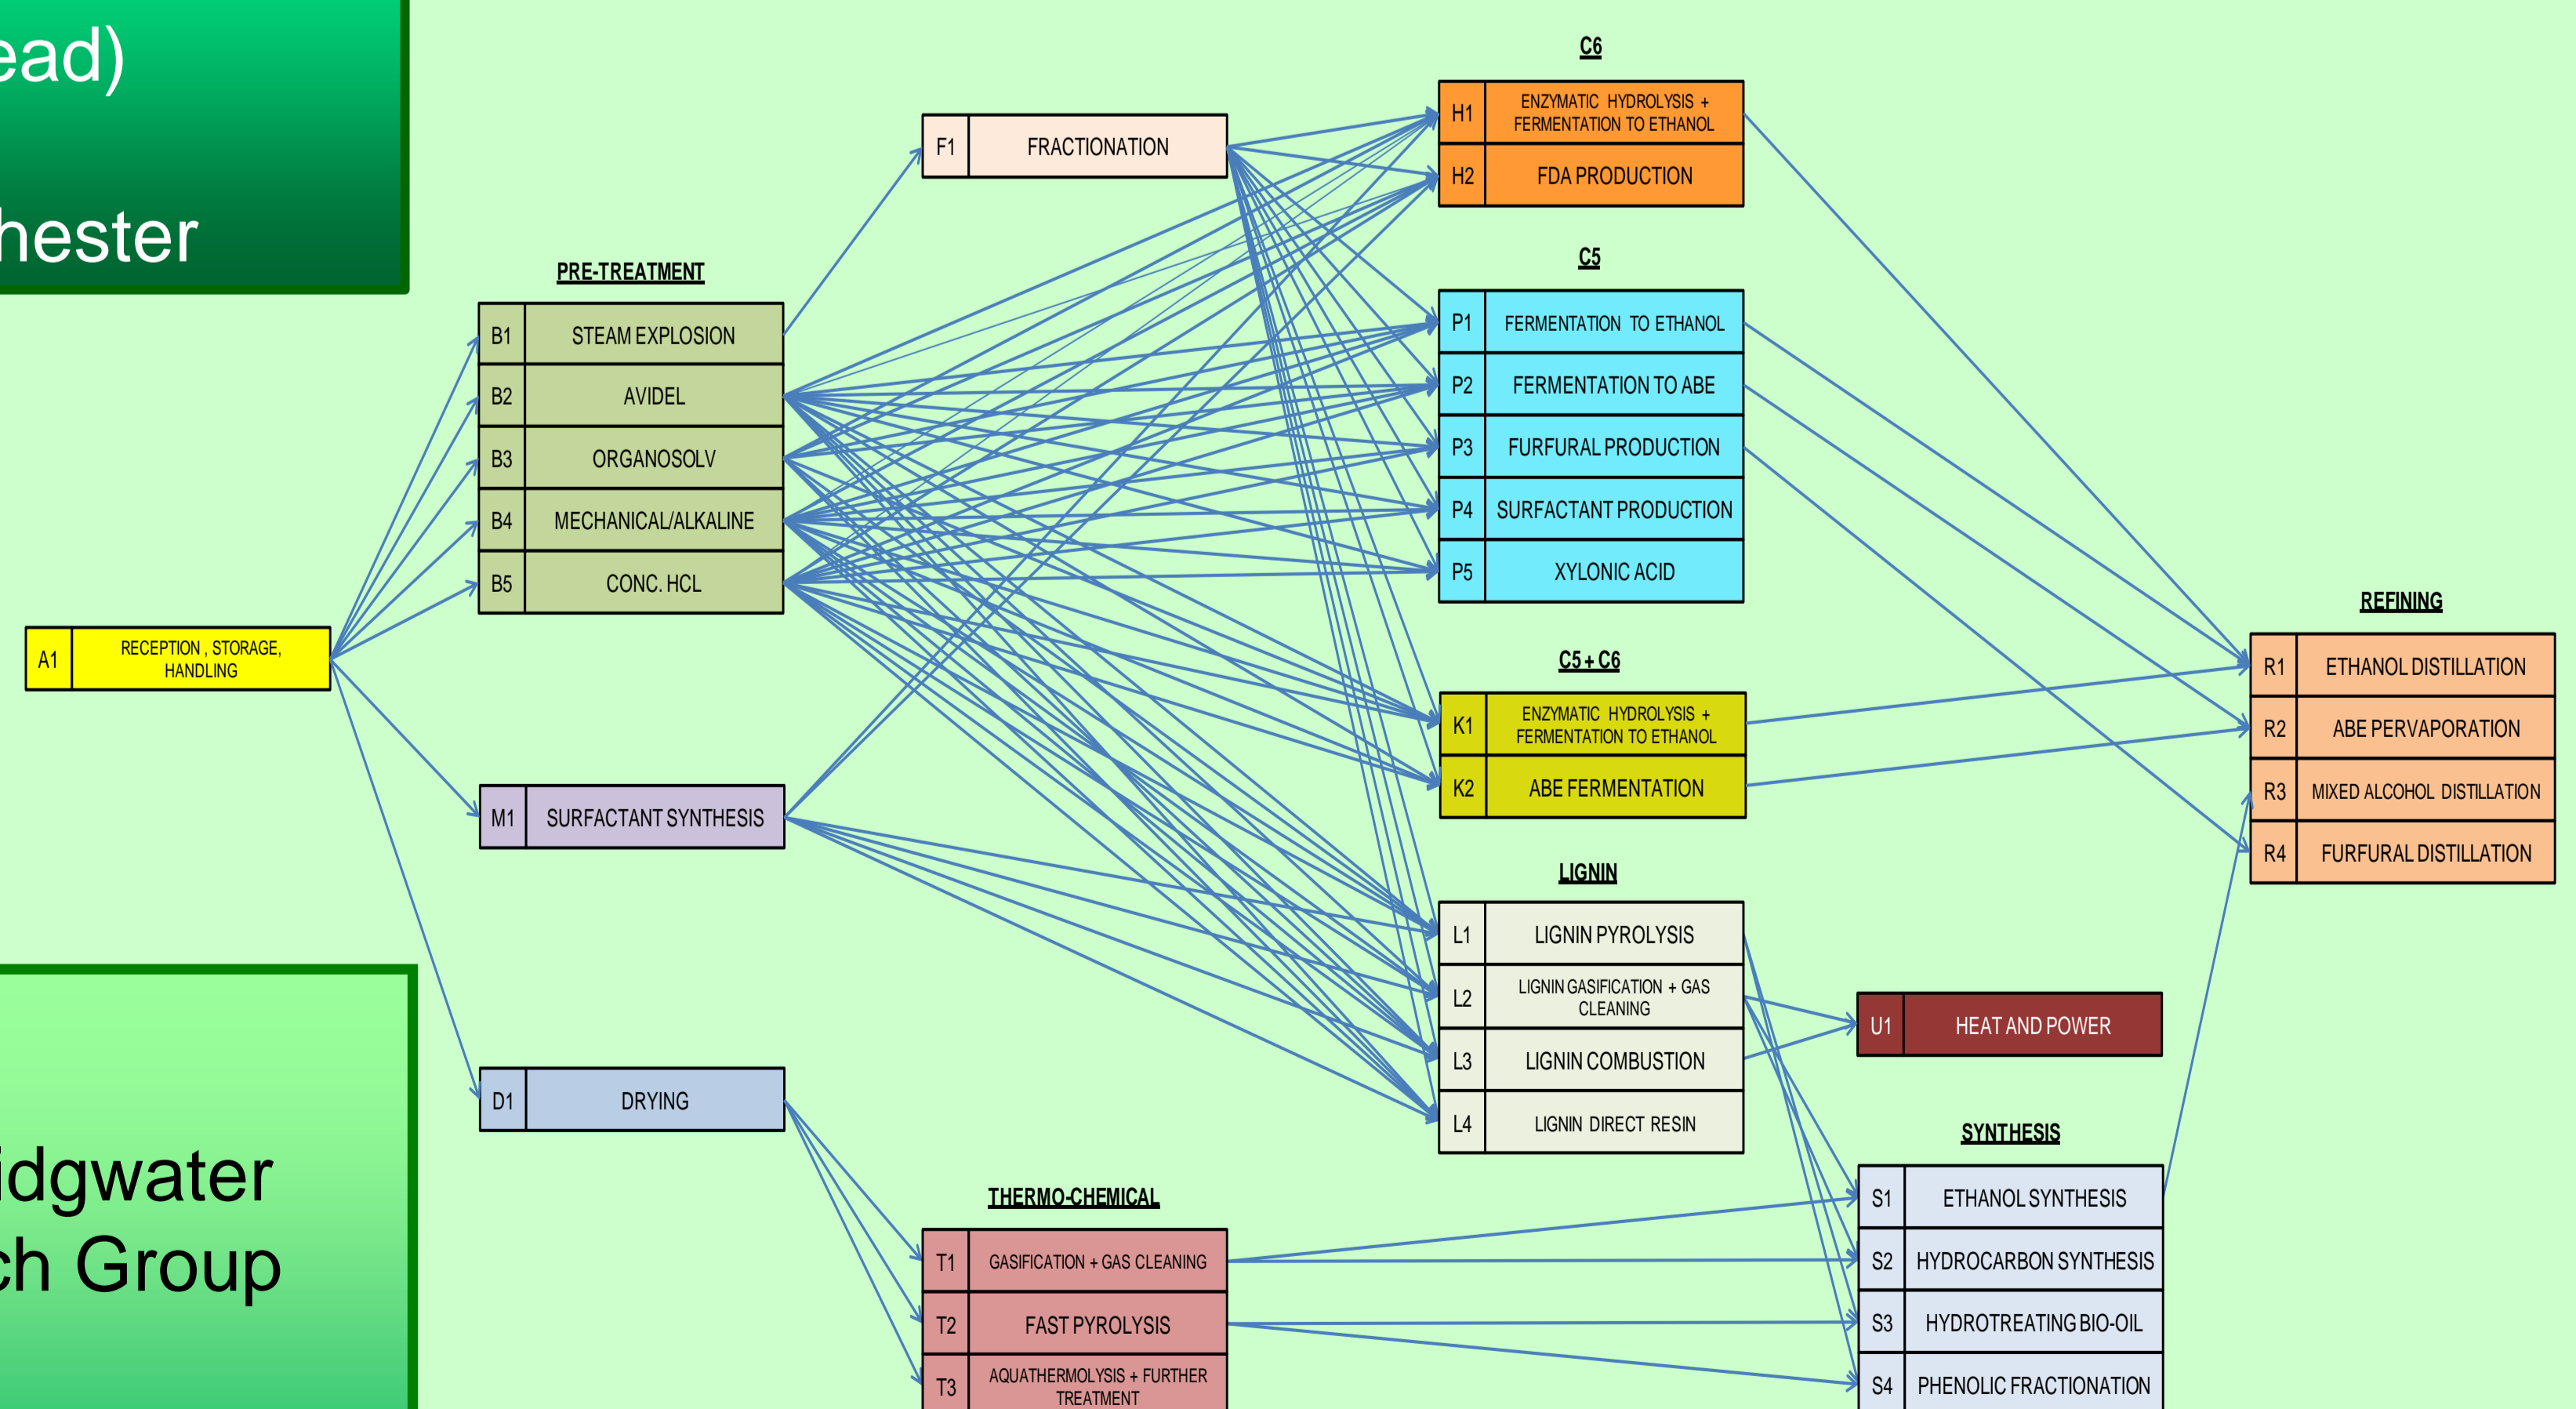 ead)
hester
idgwater
ch Group
A1
RECEPTION , STORAGE,
HANDLING
PRE-TREATMENT
B1 STEAM EXPLOSION
B2 AVIDEL
B3 ORGANOSOLV
B4 MECHANICAL/ALKALINE
B5 CONC. HCL
M1 SURFACTANT SYNTHESIS
D1 DRYING
F1 FRACTIONATION
THERMO-CHEMICAL
T1 GASIFICATION + GAS CLEANING
T2 FAST PYROLYSIS
T3
AQUATHERMOLYSIS + FURTHER
TREATMENT
C6
H1
ENZYMATIC HYDROLYSIS +
FERMENTATION TO ETHANOL
H2 FDA PRODUCTION
C5
P1 FERMENTATION TO ETHANOL
P2 FERMENTATION TO ABE
P3 FURFURAL PRODUCTION
P4 SURFACTANT PRODUCTION
P5 XYLONIC ACID
C5 + C6
K1
ENZYMATIC HYDROLYSIS +
FERMENTATION TO ETHANOL
K2 ABE FERMENTATION
LIGNIN
L1 LIGNIN PYROLYSIS
L2
LIGNIN GASIFICATION + GAS
CLEANING
L3 LIGNIN COMBUSTION
L4 LIGNIN DIRECT RESIN
U1 HEAT AND POWER
SYNTHESIS
S1 ETHANOL SYNTHESIS
S2 HYDROCARBON SYNTHESIS
S3 HYDROTREATING BIO-OIL
S4 PHENOLIC FRACTIONATION
REFINING
R1 ETHANOL DISTILLATION
R2 ABE PERVAPORATION
R3 MIXED ALCOHOL DISTILLATION
R4 FURFURAL DISTILLATION